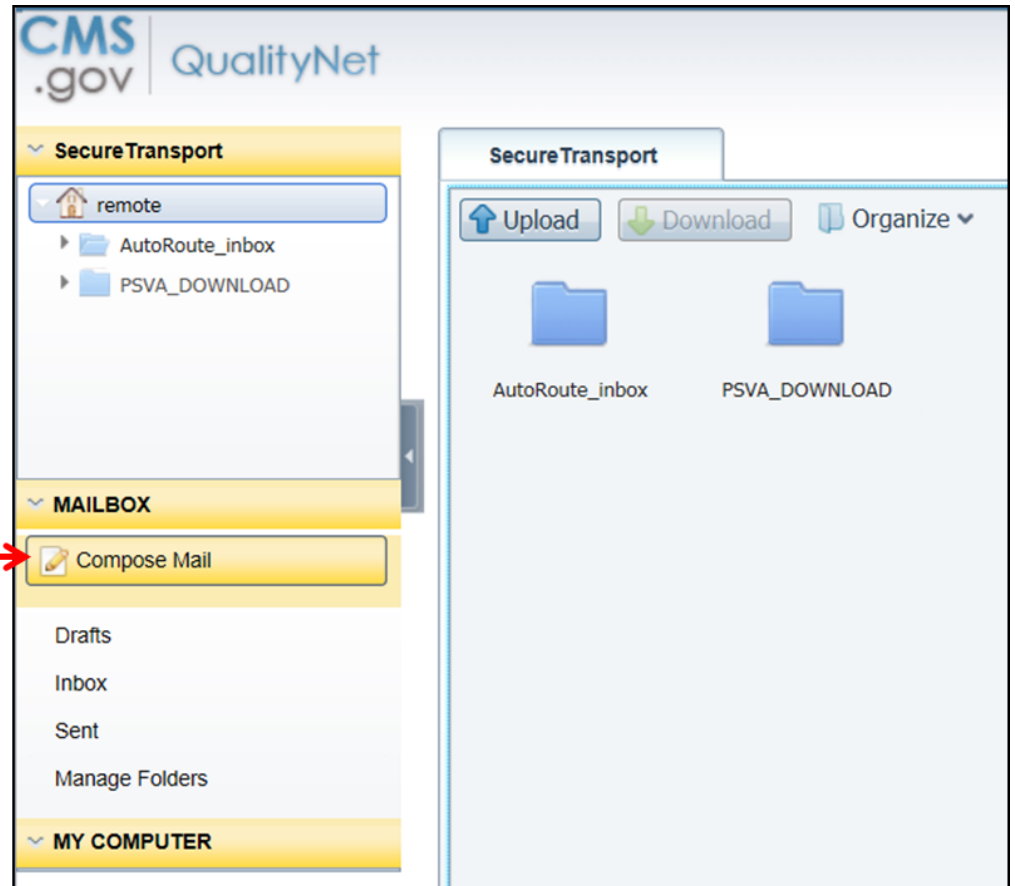 CMS
.gov
QualityNet
SecureTransport
remote
AutoRoute_inbox
PSVA_DOWNLOAD
MAILBOX
Compose Mail
Drafts
Inbox
Sent
Manage Folders
MY COMPUTER
SecureTransport
Upload Download Organize
AutoRoute_inbox PSVA_DOWNLOAD